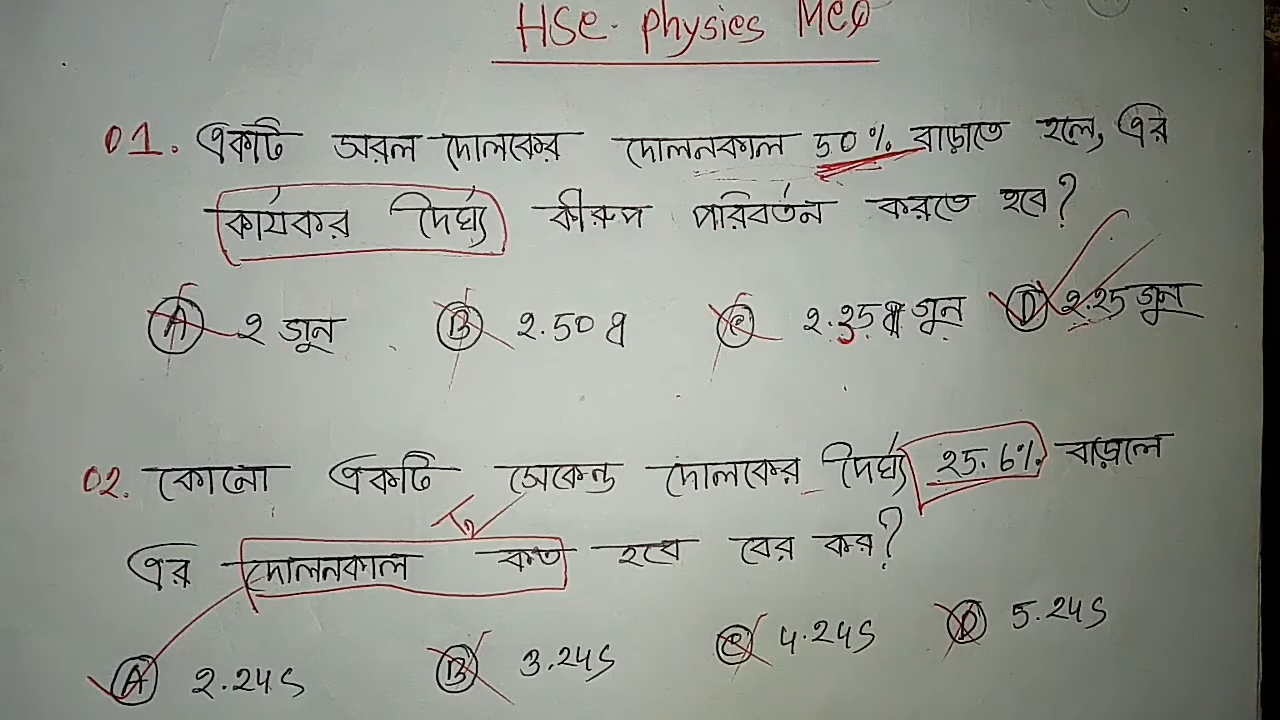 HSC. physics MCQ
01. একটি সরল দোলকের দোলনকাল 50% বাড়াতে হলে, এর
কার্যকর দৈর্ঘ্য কীরুপ পরিবর্তন করতে হবে?
A 2 গুন B 2.50 C 2.35 গুন D 2.25 গুন
02. কোনো একটি সেকেন্ড দোলকের দৈর্ঘ্য 25.6% বাড়লে
T₂
এর দোলনকাল কত হবে বের কর?
A 2.24s B 3.24s C 4.24s D 5.24s